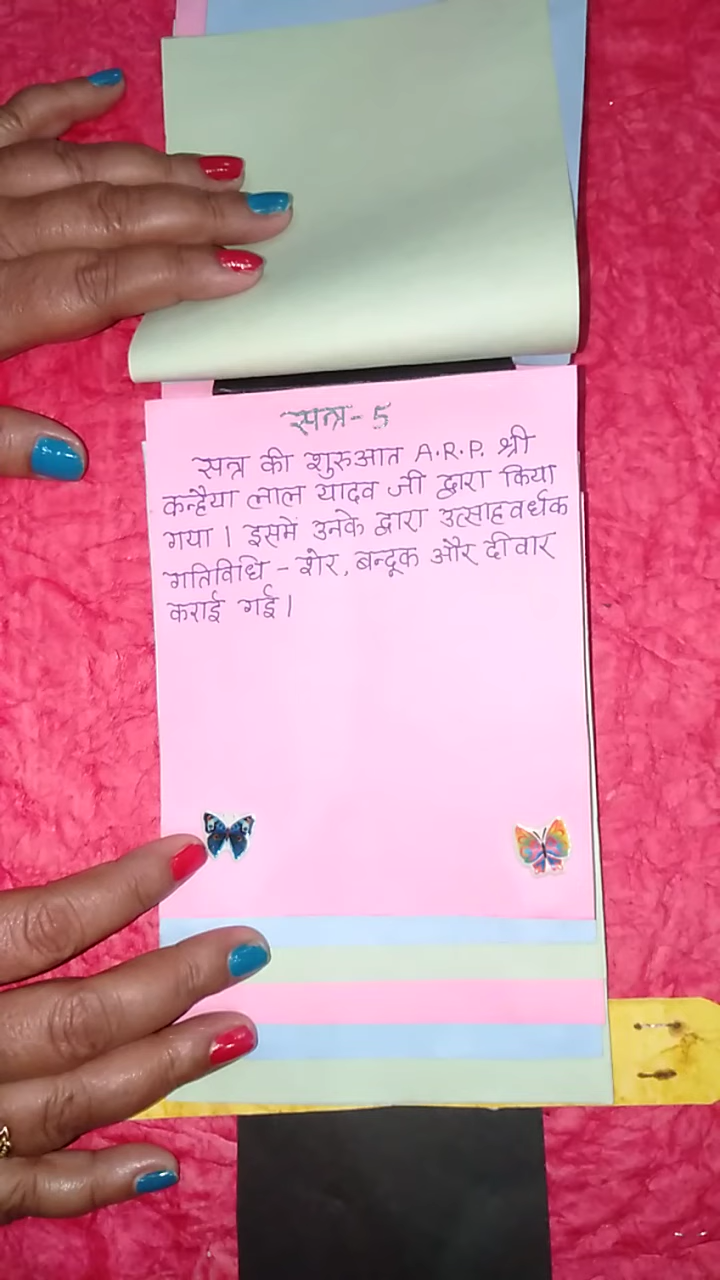 सत्र-5
सत्र की शुरुआत A.R.P. श्री
कन्हैया लाल यादव जी द्वारा किया
गया । इसमें उनके द्वारा उत्साहवर्धक
गतिविधि - शेर, बन्दूक और दीवार
कराई गई ।